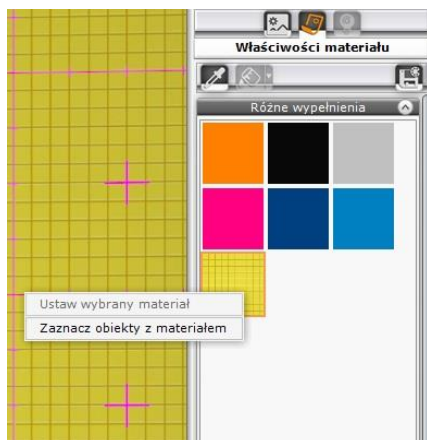 Właściwości materiału
Różne wypełnienia
Ustaw wybrany materiał
Zaznacz obiekty z materiałem